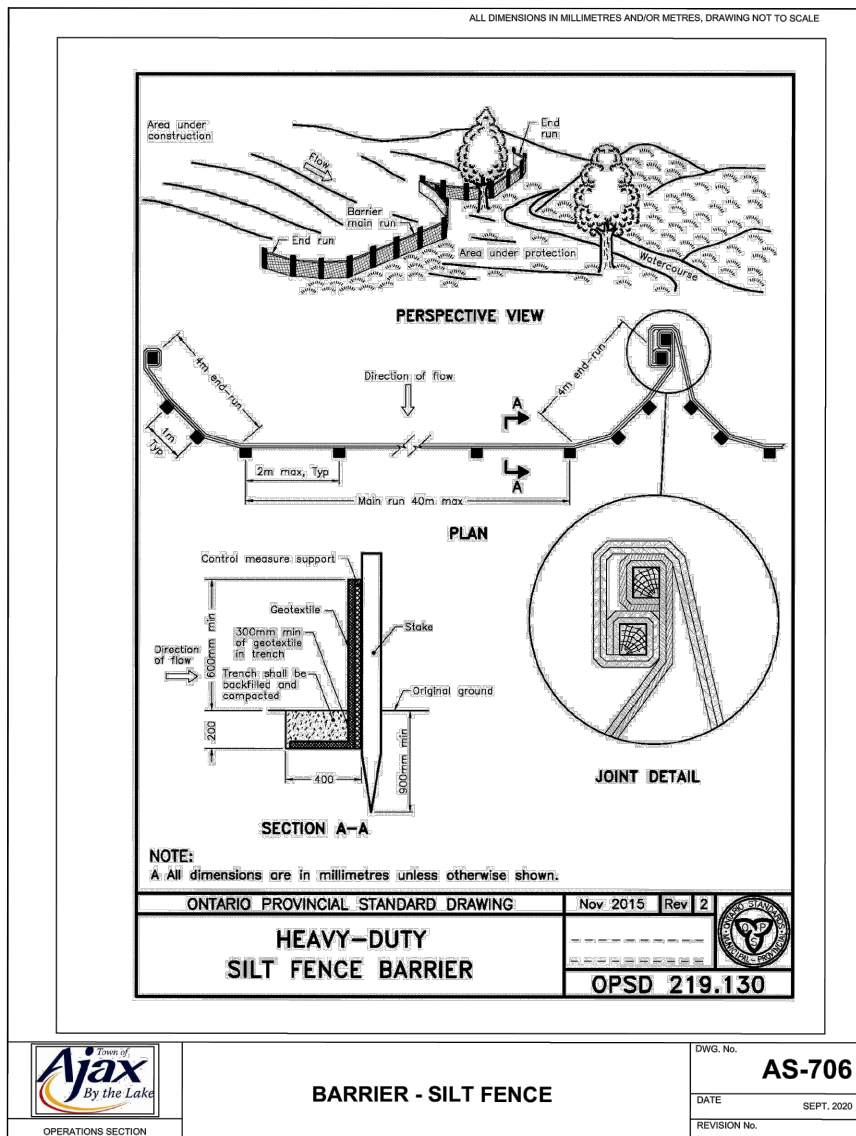 ALL DIMENSIONS IN MILLIMETRES AND/OR METRES, DRAWING NOT TO SCALE
Area under
construction
Flow
End
run
Barrier
main run
End run
Area under protection
Watercourse
PERSPECTIVE VIEW
4m end-run
1m
Typ
Direction of flow
4m end-run
A
A
2m max, Typ
Main run 40m max
PLAN
Control measure support
Geotextile
300mm min
of geotextile
in trench
Trench shall be
backfilled and
compacted
Direction
of flow
600mm min
200
400
Stake
Original ground
900mm min
SECTION A-A
JOINT DETAIL
NOTE:
A All dimensions are in millimetres unless otherwise shown.
ONTARIO PROVINCIAL STANDARD DRAWING
Nov 2015 Rev 2
HEAVY-DUTY
SILT FENCE BARRIER
ONTARIO STANDARDS
MUNICIPAL - PROVINCIAL
OPS
OPSD 219.130
Town of
Ajax
By the Lake
OPERATIONS SECTION
BARRIER - SILT FENCE
DWG. No.
AS-706
DATE
SEPT. 2020
REVISION No.